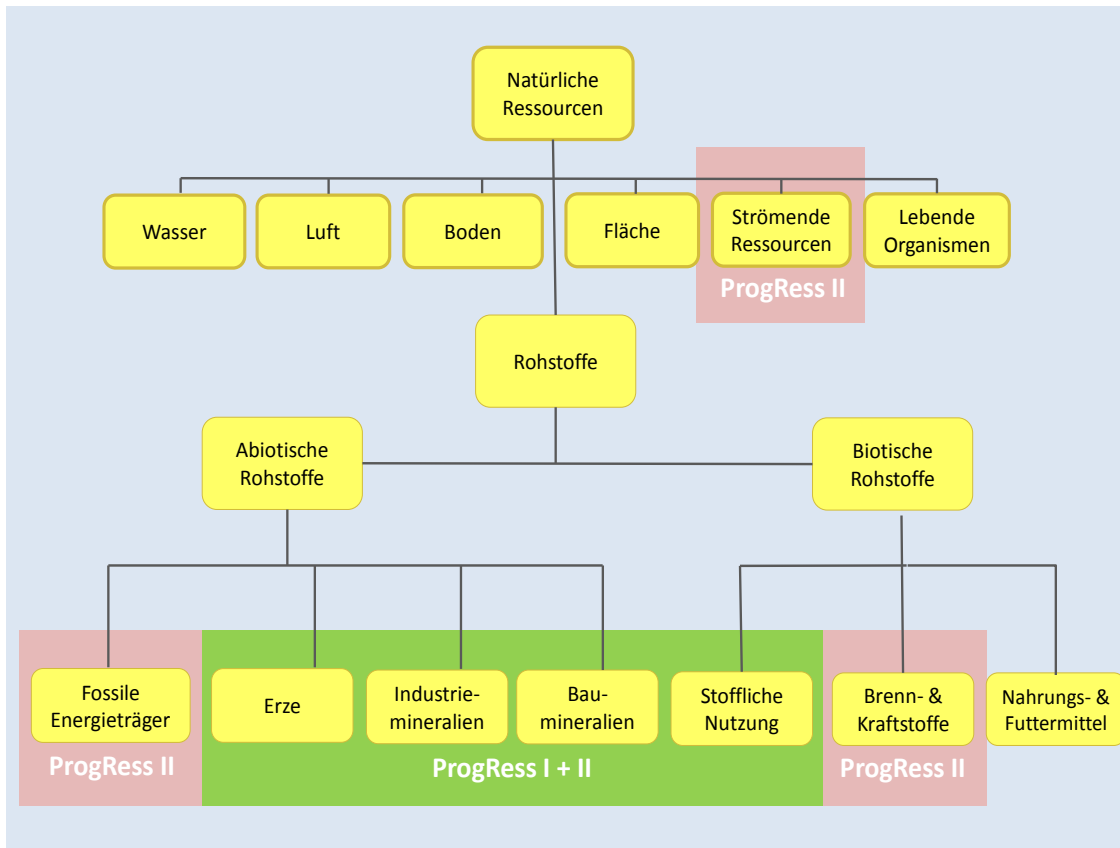 Natürliche
Ressourcen
Wasser
Luft
Boden
Fläche
Strömende
Ressourcen
Lebende
Organismen
ProgRess II
Rohstoffe
Abiotische
Rohstoffe
Biotische
Rohstoffe
Fossile
Energieträger
Erze
Industrie-
mineralien
Bau-
mineralien
Stoffliche
Nutzung
Brenn- &
Kraftstoffe
Nahrungs- &
Futtermittel
ProgRess II
ProgRess I + II
ProgRess II